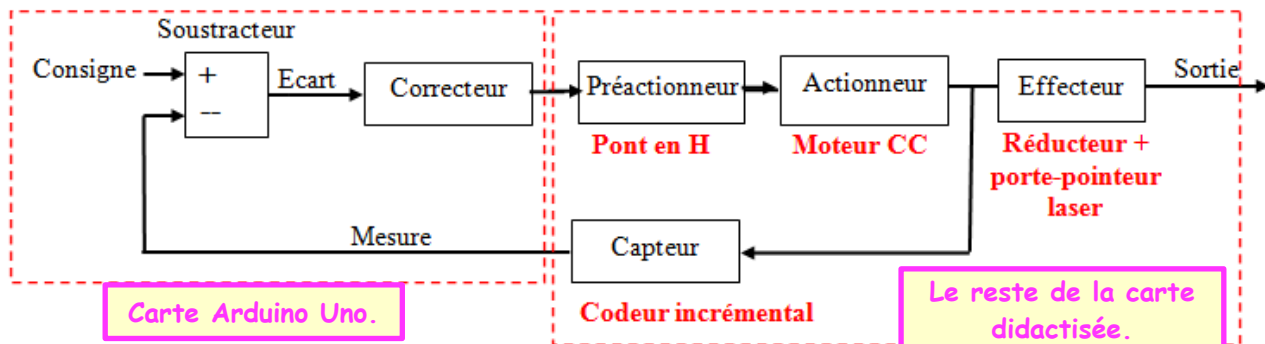 Soustracteur
Consigne
+
--
Ecart
Correcteur
Préactionneur
Pont en H
Actionneur
Moteur CC
Effecteur
Réducteur +
porte-pointeur
laser
Sortie
Mesure
Capteur
Codeur incrémental
Carte Arduino Uno.
Le reste de la carte
didactisée.